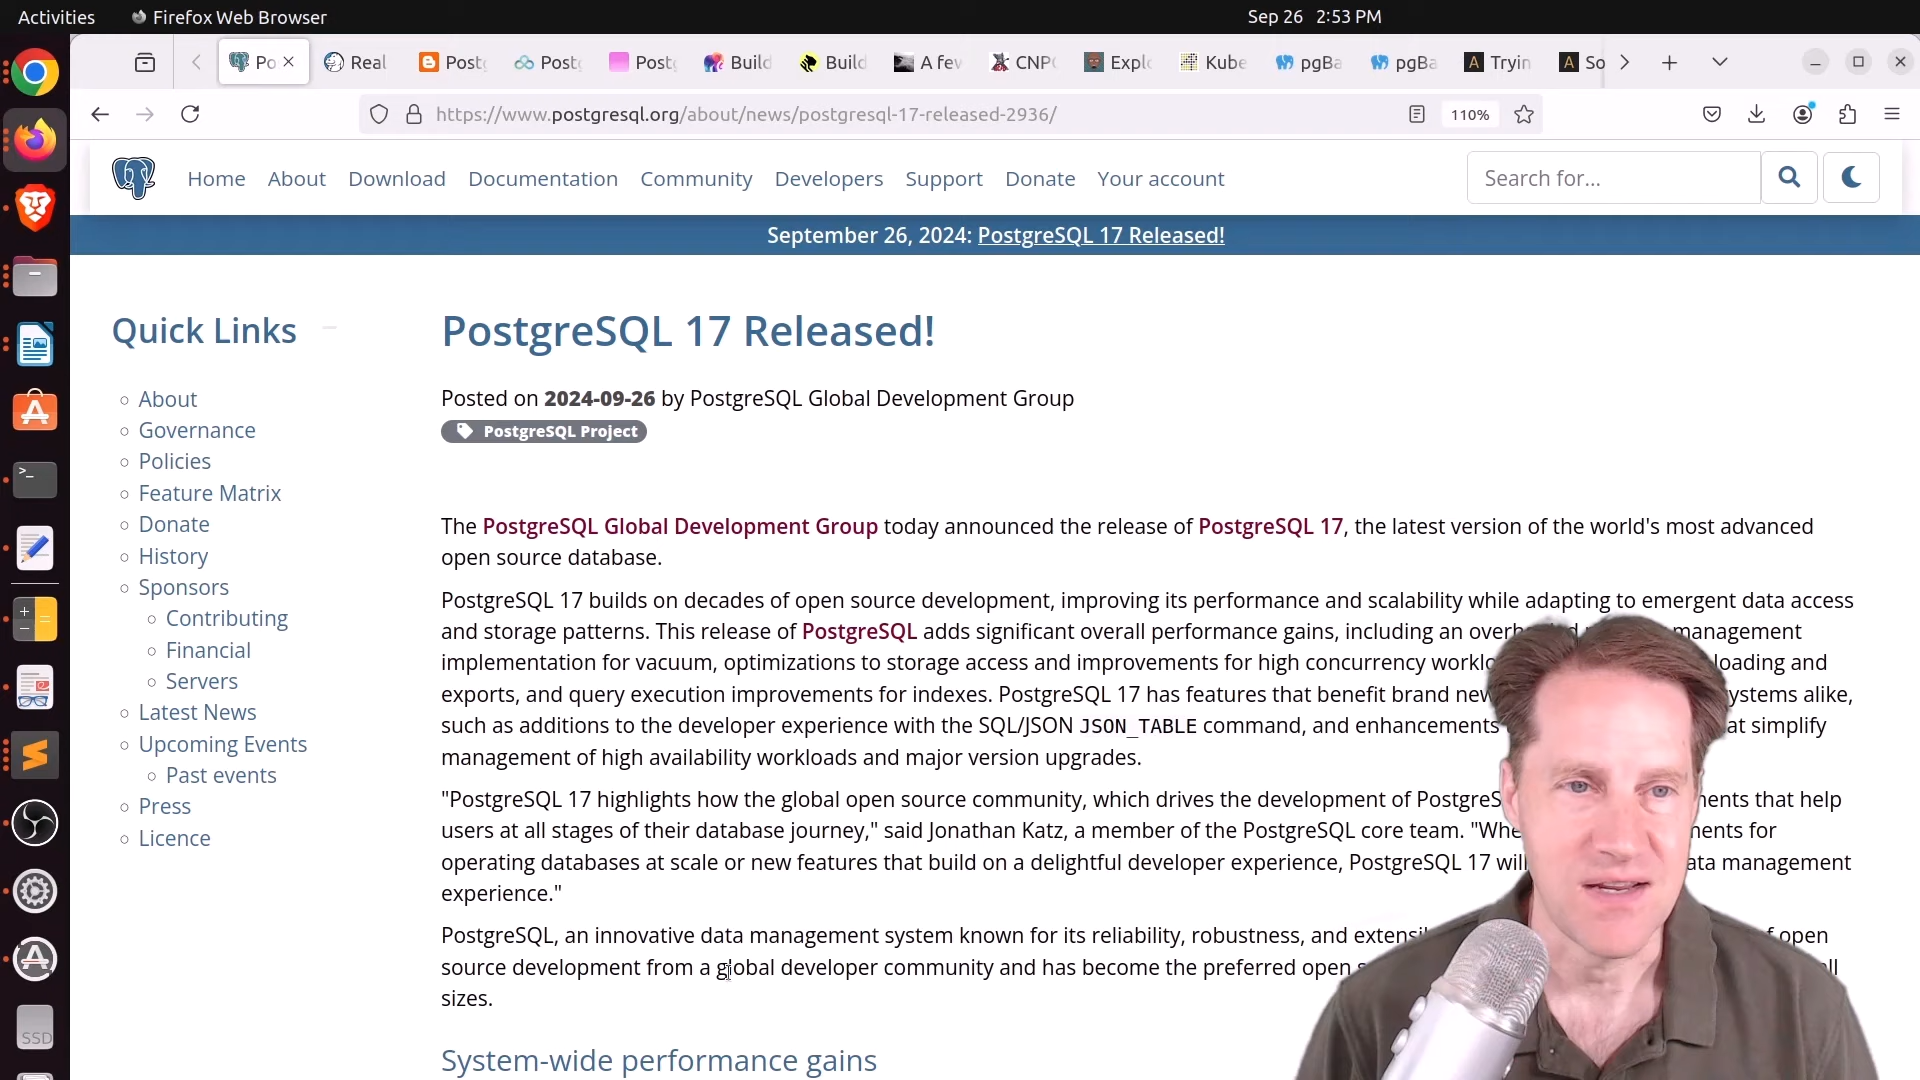 Activities
Firefox Web Browser
Sep 26 2:53 PM
Po
Real
Post
Post
Post
Build
Build
A fev
CNP
Expl
Kube
pgBa
pgBa
Tryin
So
https://www.postgresql.org/about/news/postgresql-17-released-2936/
110%
Home About Download Documentation Community Developers Support Donate Your account
Search for...
September 26, 2024: PostgreSQL 17 Released!
Quick Links
About
Governance
Policies
Feature Matrix
Donate
History
Sponsors
Contributing
Financial
Servers
Latest News
Upcoming Events
Past events
Press
Licence
PostgreSQL 17 Released!
Posted on 2024-09-26 by PostgreSQL Global Development Group
PostgreSQL Project
The PostgreSQL Global Development Group today announced the release of PostgreSQL 17, the latest version of the world's most advanced
open source database.
PostgreSQL 17 builds on decades of open source development, improving its performance and scalability while adapting to emergent data access
and storage patterns. This release of PostgreSQL adds significant overall performance gains, including an management
implementation for vacuum, optimizations to storage access and improvements for high concurrency loading and
exports, and query execution improvements for indexes. PostgreSQL 17 has features that benefit brand alike,
such as additions to the developer experience with the SQL/JSON JSON_TABLE command, and enhancements simplify
management of high availability workloads and major version upgrades.
"PostgreSQL 17 highlights how the global open source community, which drives the development of that help
users at all stages of their database journey," said Jonathan Katz, a member of the PostgreSQL core team. for
operating databases at scale or new features that build on a delightful developer experience, PostgreSQL 17 management
experience."
PostgreSQL, an innovative data management system known for its reliability, robustness, and open
source development from a global developer community and has become the preferred open
sizes.
System-wide performance gains
SSD